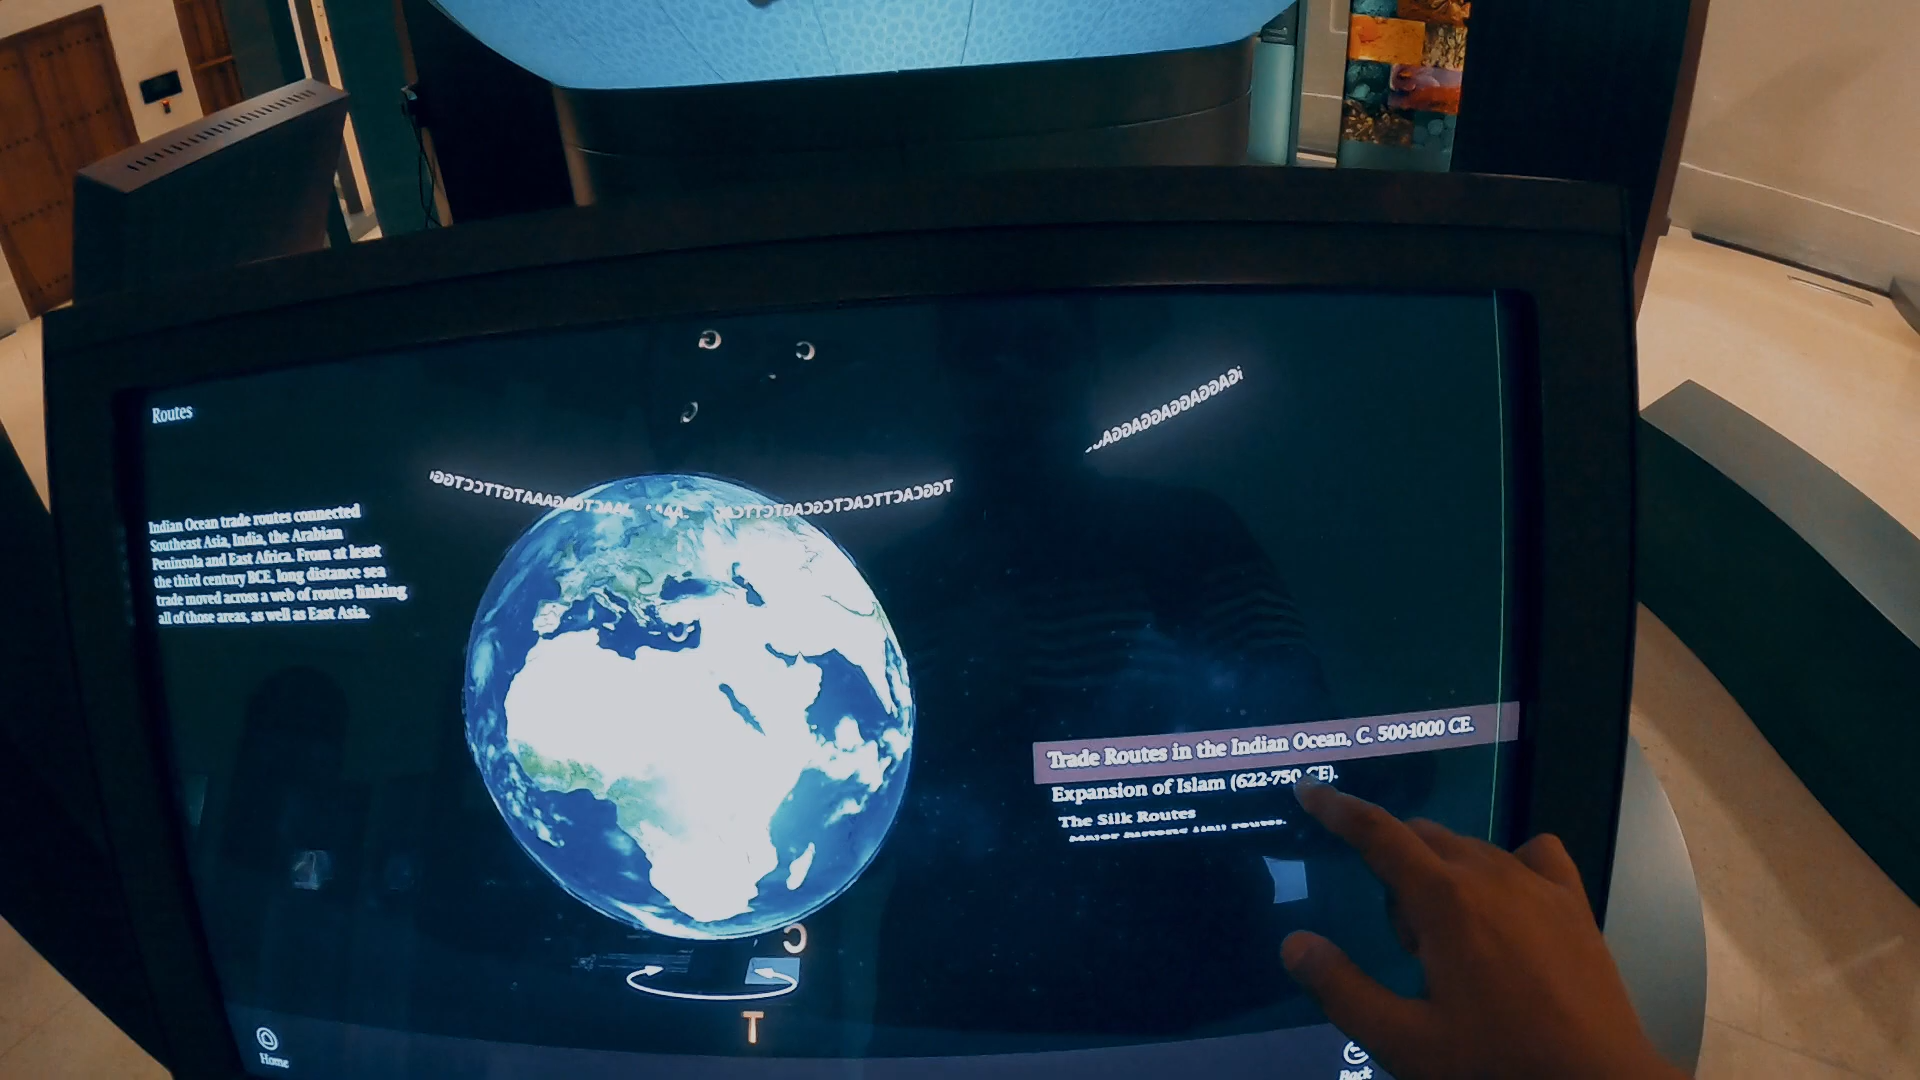 Routes
Indian Ocean trade routes connected
Southeast Asia, India, the Arabian
Peninsula and East Africa. From at least
the third century BCE, long distance sea
trade moved across a web of routes linking
all of those areas, as well as East Asia.
Trade Routes in the Indian Ocean, C. 500-1000 CE.
Expansion of Islam (622-750 CE).
The Silk Routes
C
T
Home
Back